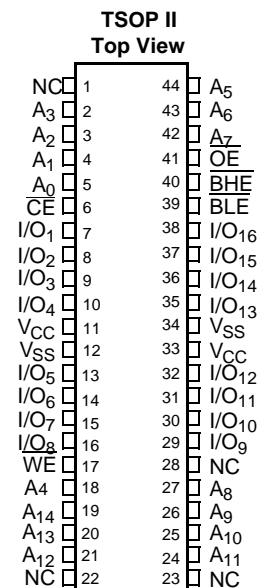 TSOP II
Top View
NC 1 44 A5
A3 2 43 A6
A2 3 42 A7
A1 4 41 OE
A0 5 40 BHE
CE 6 39 BLE
I/O1 7 38 I/O16
I/O2 8 37 I/O15
I/O3 9 36 I/O14
I/O4 10 35 I/O13
VCC 11 34 VSS
VSS 12 33 VCC
I/O5 13 32 I/O12
I/O6 14 31 I/O11
I/O7 15 30 I/O10
I/O8 16 29 I/O9
WE 17 28 NC
A4 18 27 A8
A14 19 26 A9
A13 20 25 A10
A12 21 24 A11
NC 22 23 NC